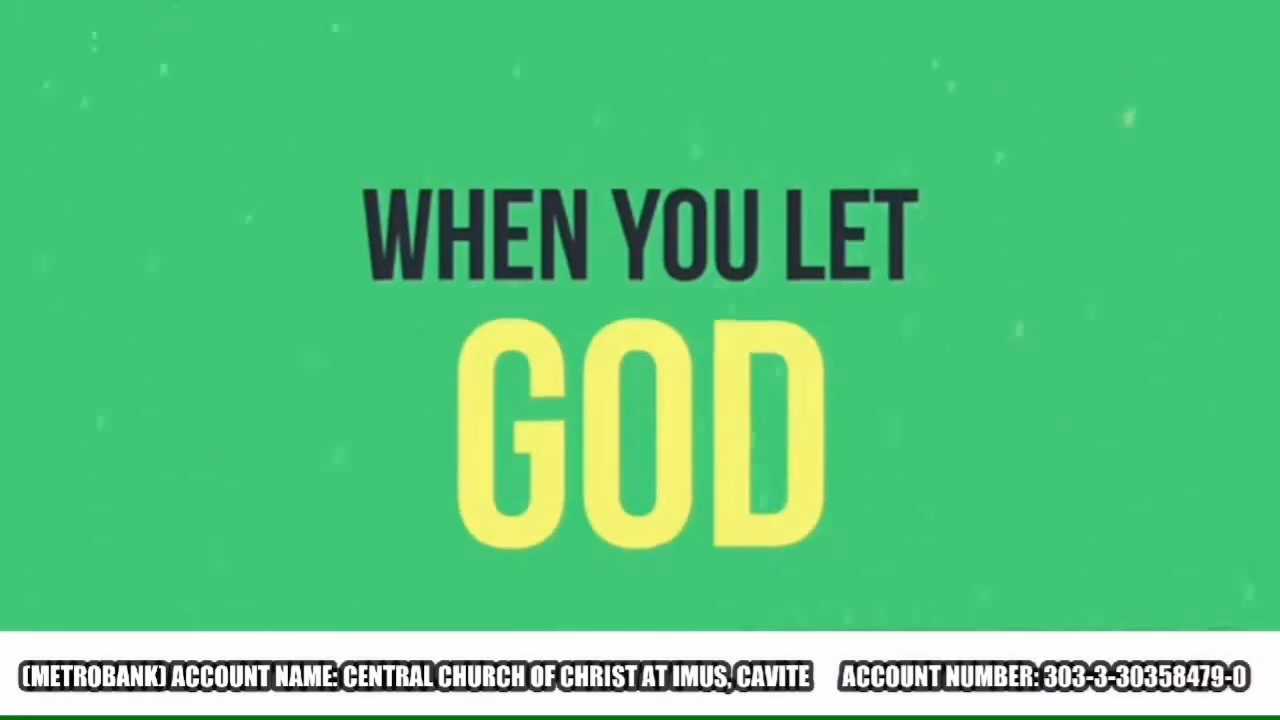 WHEN YOU LET
GOD
(METROBANK) ACCOUNT NAME: CENTRAL CHURCH OF CHRIST AT IMUS, CAVITE ACCOUNT NUMBER: 303-3-30358479-0